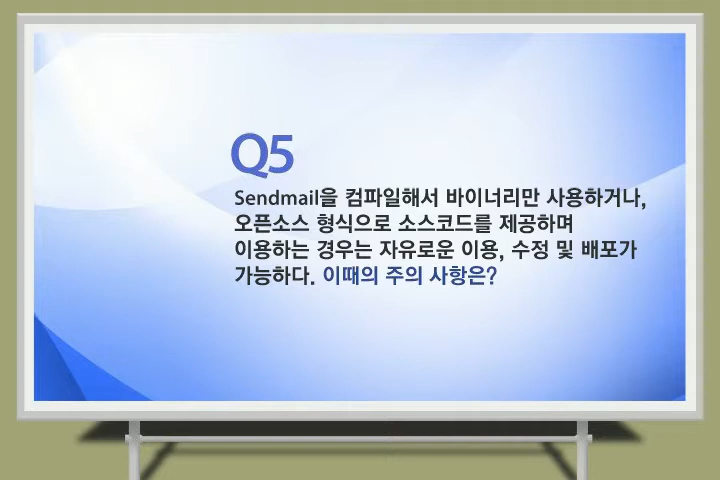 Q5
Sendmail을 컴파일해서 바이너리만 사용하거나,
오픈소스 형식으로 소스코드를 제공하며
이용하는 경우는 자유로운 이용, 수정 및 배포가
가능하다. 이때의 주의 사항은?